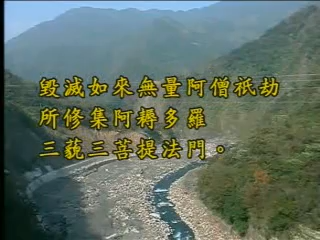 毀滅如來無量阿僧祇劫
所修集阿耨多羅
三藐三菩提法門。